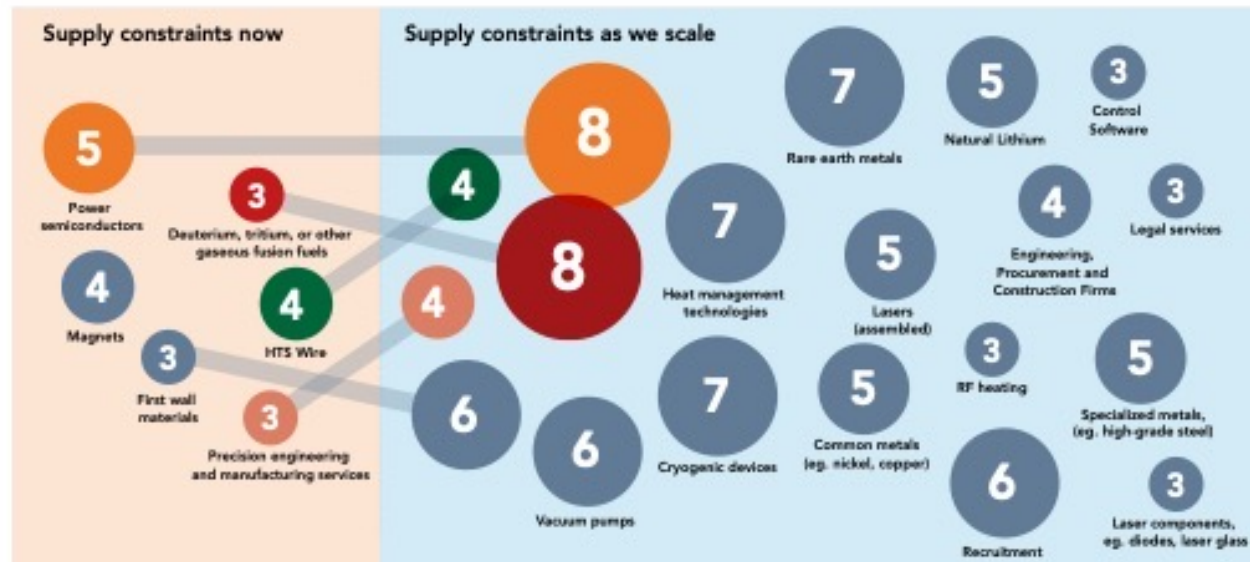 Supply constraints now
Supply constraints as we scale
5
Power
semiconductors
3
Deuterium, tritium, or other
gaseous fusion fuels
4
Magnets
4
HTS Wire
3
First wall
materials
3
Precision engineering
and manufacturing services
8
4
8
4
6
6
Vacuum pumps
7
Rare earth metals
7
Heat management
technologies
7
Cryogenic devices
5
Natural Lithium
3
Control
Software
4
Engineering,
Procurement and
Construction Firms
3
Legal services
5
Lasers
(assembled)
5
Common metals
(eg. nickel, copper)
3
RF heating
5
Specialized metals,
(eg. high-grade steel)
6
Recruitment
3
Laser components,
eg. diodes, laser glass